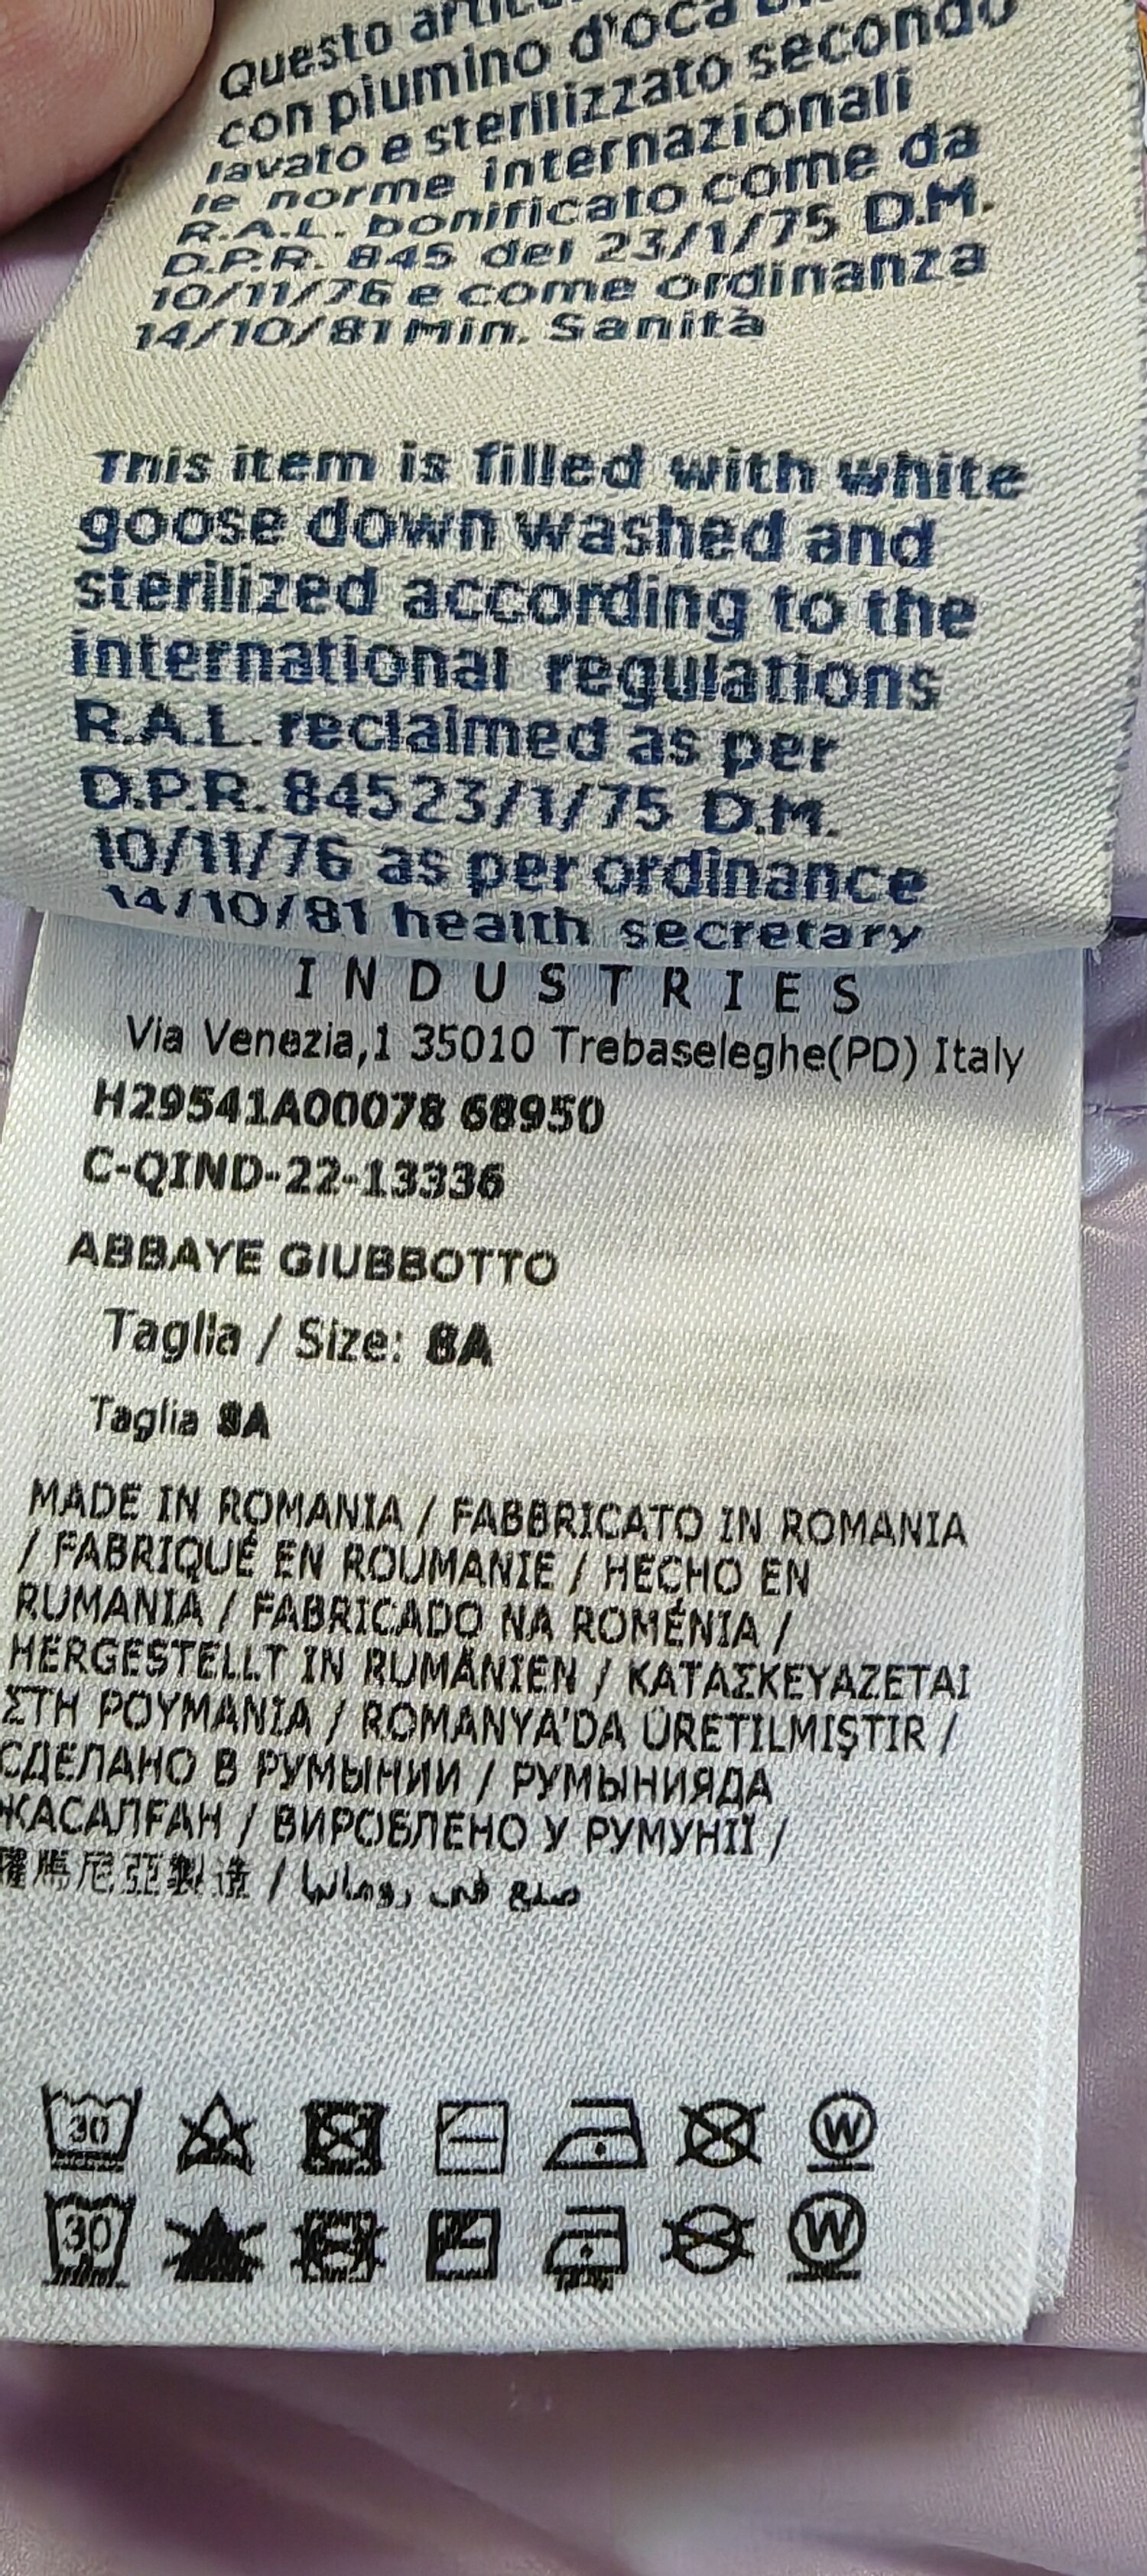 Questo
con piumino d'oca
lavato e sterilizzato secondo
le norme internazionali
R.A.L. bonificato come da
D.P.R. 845 del 23/1/75 D.M.
10/11/76 e come ordinanza
14/10/81 Min. Sanità
This item is filled with white
goose down washed and
sterilized according to the
international regulations
R.A.L. reclaimed as per
D.P.R. 84523/1/75 D.M.
10/11/76 as per ordinance
14/10/81 health secretary
INDUSTRIES
Via Venezia,1 35010 Trebaseleghe(PD) Italy
H29541A00078 68950
C-QIND-22-13336
ABBAYE GIUBBOTTO
Taglia / Size: 8A
Taglia 8A
MADE IN ROMANIA / FABBRICATO IN ROMANIA
/ FABRIQUÉ EN ROUMANIE / HECHO EN
RUMANIA / FABRICADO NA ROMÉNIA /
HERGESTELLT IN RUMÄNIEN / ΚΑΤΑΣΚΕΥΑΖΕΤΑΙ
ΣΤΗ ΡΟΥΜΑΝΙΑ / ROMANYA'DA ÜRETILMIŞTIR /
СДЕЛАНО В РУМЫНИИ / РУМЫНИЯДА
ЖАСАЛҒАН / ВИРОБЛЕНО У РУМУНІЇ /
羅馬尼亞製造 / صنع في رومانيا
30 W
30 W